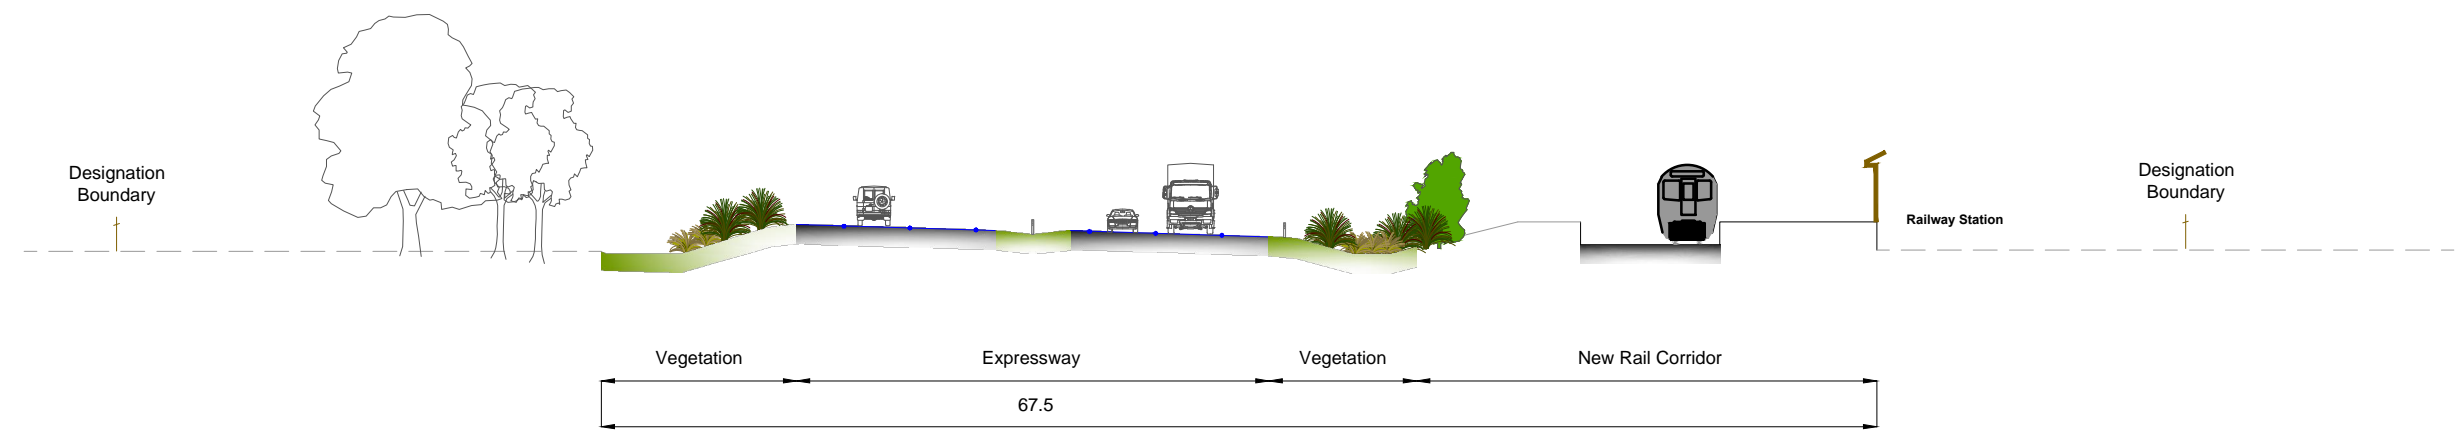 Designation
Boundary
Designation
Boundary
Railway Station
Vegetation
Expressway
Vegetation
New Rail Corridor
67.5